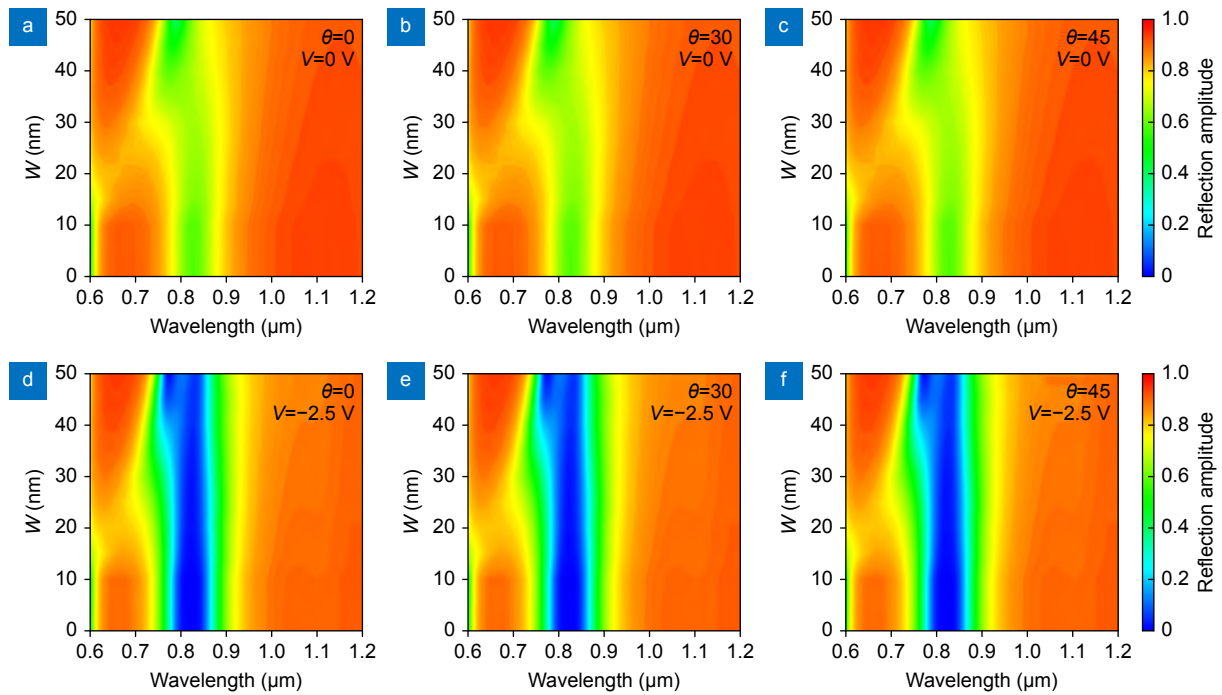 a
θ=0
V=0 V
50
40
30
20
10
0
W (nm)
0.6 0.7 0.8 0.9 1.0 1.1 1.2
Wavelength (μm)
b
θ=30
V=0 V
50
40
30
20
10
0
W (nm)
0.6 0.7 0.8 0.9 1.0 1.1 1.2
Wavelength (μm)
c
θ=45
V=0 V
50
40
30
20
10
0
W (nm)
0.6 0.7 0.8 0.9 1.0 1.1 1.2
Wavelength (μm)
1.0
0.8
0.6
0.4
0.2
0
Reflection amplitude
d
θ=0
V=−2.5 V
50
40
30
20
10
0
W (nm)
0.6 0.7 0.8 0.9 1.0 1.1 1.2
Wavelength (μm)
e
θ=30
V=−2.5 V
50
40
30
20
10
0
W (nm)
0.6 0.7 0.8 0.9 1.0 1.1 1.2
Wavelength (μm)
f
θ=45
V=−2.5 V
50
40
30
20
10
0
W (nm)
0.6 0.7 0.8 0.9 1.0 1.1 1.2
Wavelength (μm)
1.0
0.8
0.6
0.4
0.2
0
Reflection amplitude